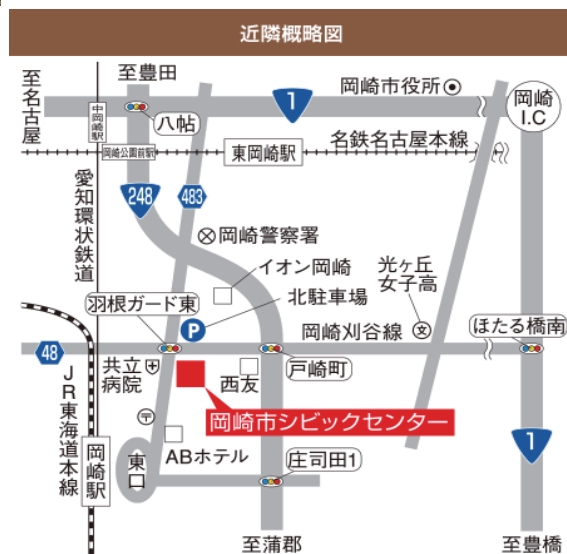 近隣概略図
至豊田
至名古屋
中岡崎駅
八帖
1
岡崎市役所
岡崎
I.C
岡崎公園前駅
東岡崎駅
名鉄名古屋本線
愛知環状鉄道
248
483
岡崎警察署
イオン岡崎
光ヶ丘
女子高
羽根ガード東
P
北駐車場
岡崎刈谷線
文
ほたる橋南
48
共立
病院
西友
戸崎町
岡崎市シビックセンター
JR東海道本線
岡崎駅
〒
ABホテル
東口
庄司田1
1
至蒲郡
至豊橋